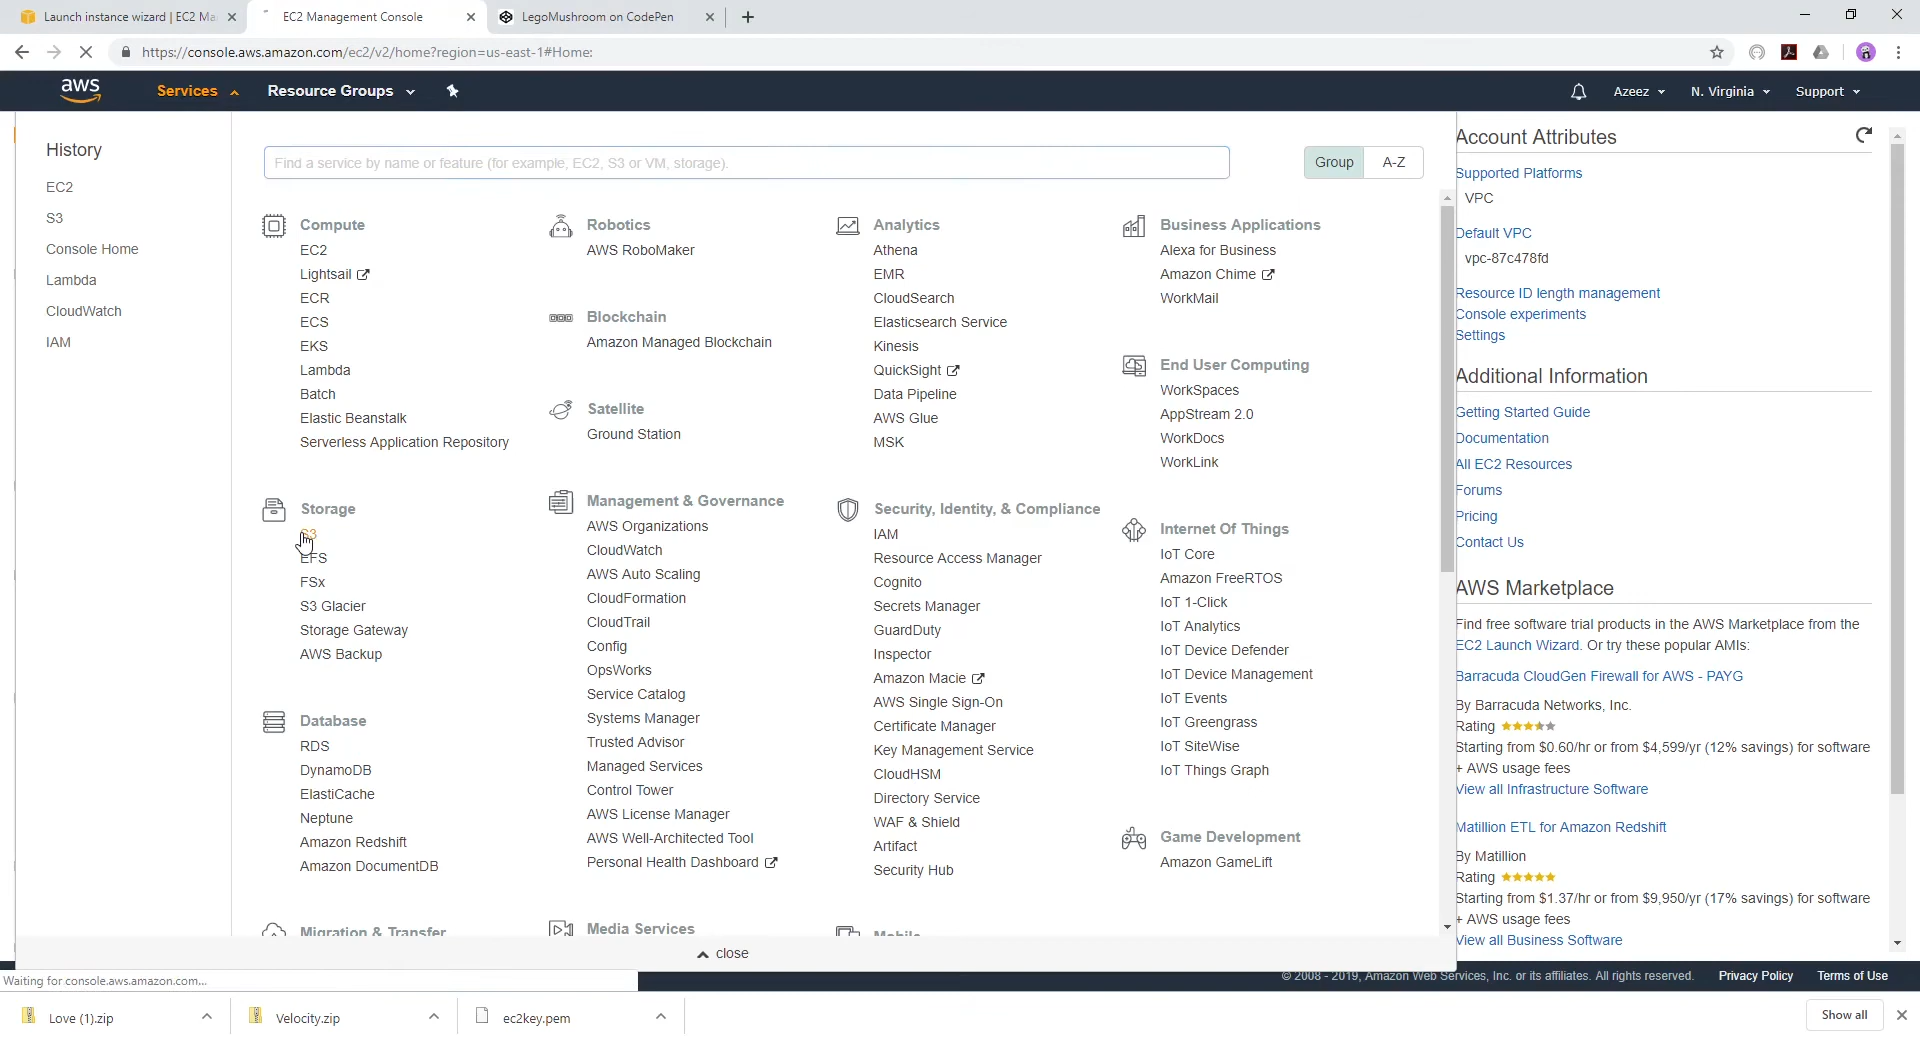 Launch instance wizard | EC2 Ma
EC2 Management Console
LegoMushroom on CodePen
https://console.aws.amazon.com/ec2/v2/home?region=us-east-1#Home:
aws
Services
Resource Groups
Azeez
N. Virginia
Support
History
EC2
S3
Console Home
Lambda
CloudWatch
IAM
Find a service by name or feature (for example, EC2, S3 or VM, storage).
Group
A-Z
Compute
EC2
Lightsail
ECR
ECS
EKS
Lambda
Batch
Elastic Beanstalk
Serverless Application Repository
Storage
S3
EFS
FSx
S3 Glacier
Storage Gateway
AWS Backup
Database
RDS
DynamoDB
ElastiCache
Neptune
Amazon Redshift
Amazon DocumentDB
Migration & Transfer
Robotics
AWS RoboMaker
Blockchain
Amazon Managed Blockchain
Satellite
Ground Station
Management & Governance
AWS Organizations
CloudWatch
AWS Auto Scaling
CloudFormation
CloudTrail
Config
OpsWorks
Service Catalog
Systems Manager
Trusted Advisor
Managed Services
Control Tower
AWS License Manager
AWS Well-Architected Tool
Personal Health Dashboard
Media Services
Analytics
Athena
EMR
CloudSearch
Elasticsearch Service
Kinesis
QuickSight
Data Pipeline
AWS Glue
MSK
Security, Identity, & Compliance
IAM
Resource Access Manager
Cognito
Secrets Manager
GuardDuty
Inspector
Amazon Macie
AWS Single Sign-On
Certificate Manager
Key Management Service
CloudHSM
Directory Service
WAF & Shield
Artifact
Security Hub
Mobile
Business Applications
Alexa for Business
Amazon Chime
WorkMail
End User Computing
WorkSpaces
AppStream 2.0
WorkDocs
WorkLink
Internet Of Things
IoT Core
Amazon FreeRTOS
IoT 1-Click
IoT Analytics
IoT Device Defender
IoT Device Management
IoT Events
IoT Greengrass
IoT SiteWise
IoT Things Graph
Game Development
Amazon GameLift
close
Account Attributes
Supported Platforms
VPC
Default VPC
vpc-87c478fd
Resource ID length management
Console experiments
Settings
Additional Information
Getting Started Guide
Documentation
All EC2 Resources
Forums
Pricing
Contact Us
AWS Marketplace
Find free software trial products in the AWS Marketplace from the
EC2 Launch Wizard. Or try these popular AMIs:
Barracuda CloudGen Firewall for AWS - PAYG
By Barracuda Networks, Inc.
Rating
Starting from $0.60/hr or from $4,599/yr (12% savings) for software
+ AWS usage fees
View all Infrastructure Software
Matillion ETL for Amazon Redshift
By Matillion
Rating
Starting from $1.37/hr or from $9,950/yr (17% savings) for software
+ AWS usage fees
View all Business Software
Waiting for console.aws.amazon.com...
© 2008 - 2019, Amazon Web Services, Inc. or its affiliates. All rights reserved.
Privacy Policy
Terms of Use
Love (1).zip
Velocity.zip
ec2key.pem
Show all